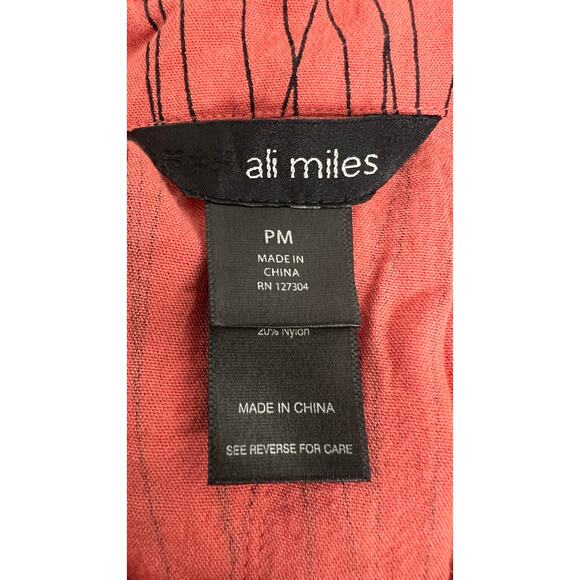 ali miles
PM
MADE IN
CHINA
RN 127304
20% Nylon
MADE IN CHINA
SEE REVERSE FOR CARE